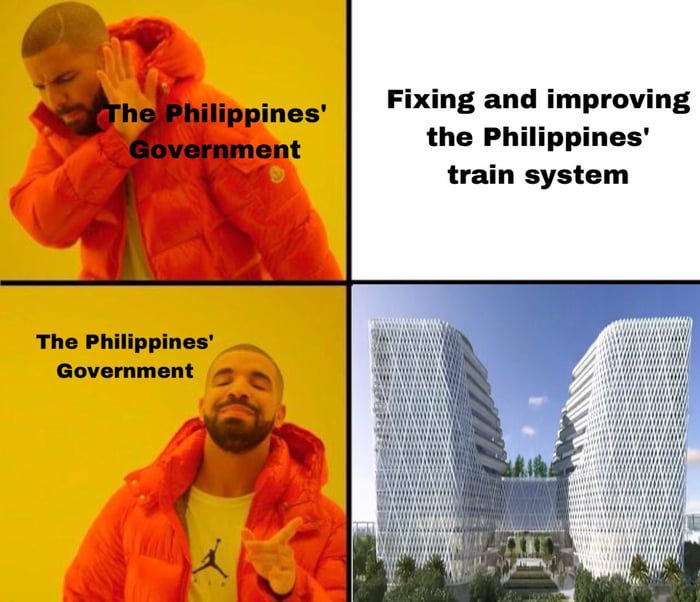 The Philippines'
Government
Fixing and improving
the Philippines'
train system
The Philippines'
Government